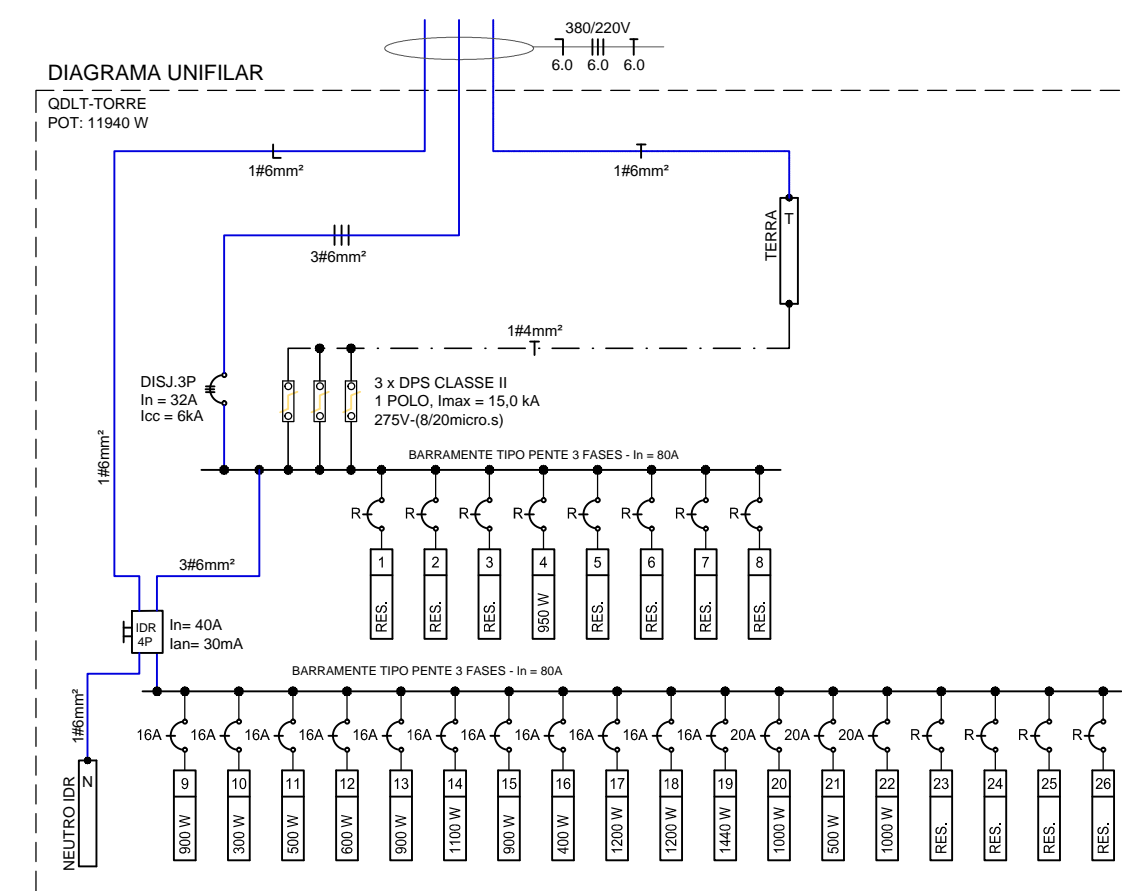 380/220V
6.0 6.0 6.0
DIAGRAMA UNIFILAR
QDLT-TORRE
POT: 11940 W
1#6mm²
1#6mm²
TERRA
T
3#6mm²
1#4mm²
DISJ.3P
In = 32A
Icc = 6kA
3 x DPS CLASSE II
1 POLO, Imax = 15,0 kA
275V-(8/20micro.s)
1#6mm²
BARRAMENTE TIPO PENTE 3 FASES - In = 80A
R R R R R R R R
1 2 3 4 5 6 7 8
RES. RES. RES. 950 W RES. RES. RES. RES.
3#6mm²
IDR
4P
In= 40A
Ian= 30mA
BARRAMENTE TIPO PENTE 3 FASES - In = 80A
1#6mm²
16A 16A 16A 16A 16A 16A 16A 16A 16A 16A 16A 20A 20A 20A R R R R
NEUTRO IDR
N
9 10 11 12 13 14 15 16 17 18 19 20 21 22 23 24 25 26
9000 W 3000 W 5000 W 6000 W 900 W 1100 W 900 W 400 W 1200 W 1200 W 1440 W 1000 W 500 W 1000 W RES. RES. RES. RES.